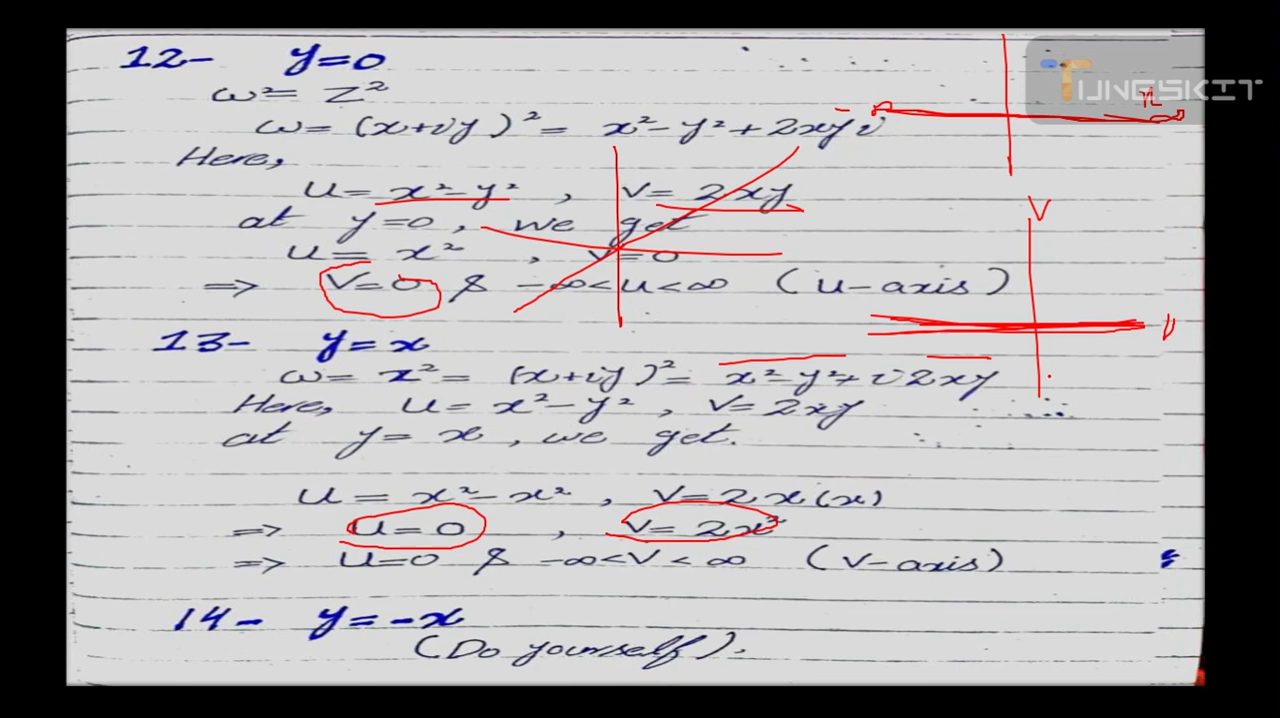 12- y=0
TUNGSKIT
ω= z²
ω= (x+iy)² = x²-y²+2xyi
Here,
u= x²-y² , v= 2xy
at y=0, we get
u= x² , v=0
⇒ v=0 & -∞<u<∞ (u-axis)
V
13- y=x
ω= x² = (x+iy)² = x²-y²+i2xy
Here, u= x²-y² , v=2xy
at y=x, we get.
u= x²-x² , v=2x(x)
⇒ u=0 , v=2x²
⇒ u=0 & -∞<v<∞ (v-axis)
14- y=-x
(Do yourself).